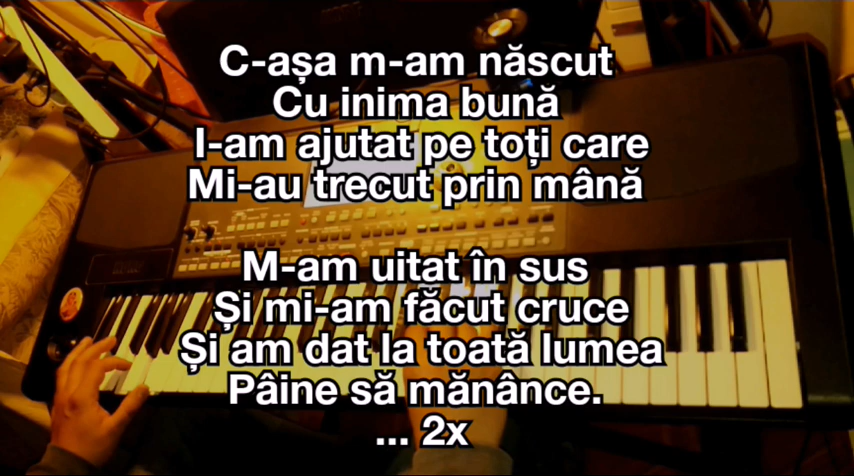 C-așa m-am născut
Cu inima bună
I-am ajutat pe toți care
Mi-au trecut prin mână
M-am uitat în sus
Și mi-am făcut cruce
Și am dat la toată lumea
Pâine să mănânce.
... 2x